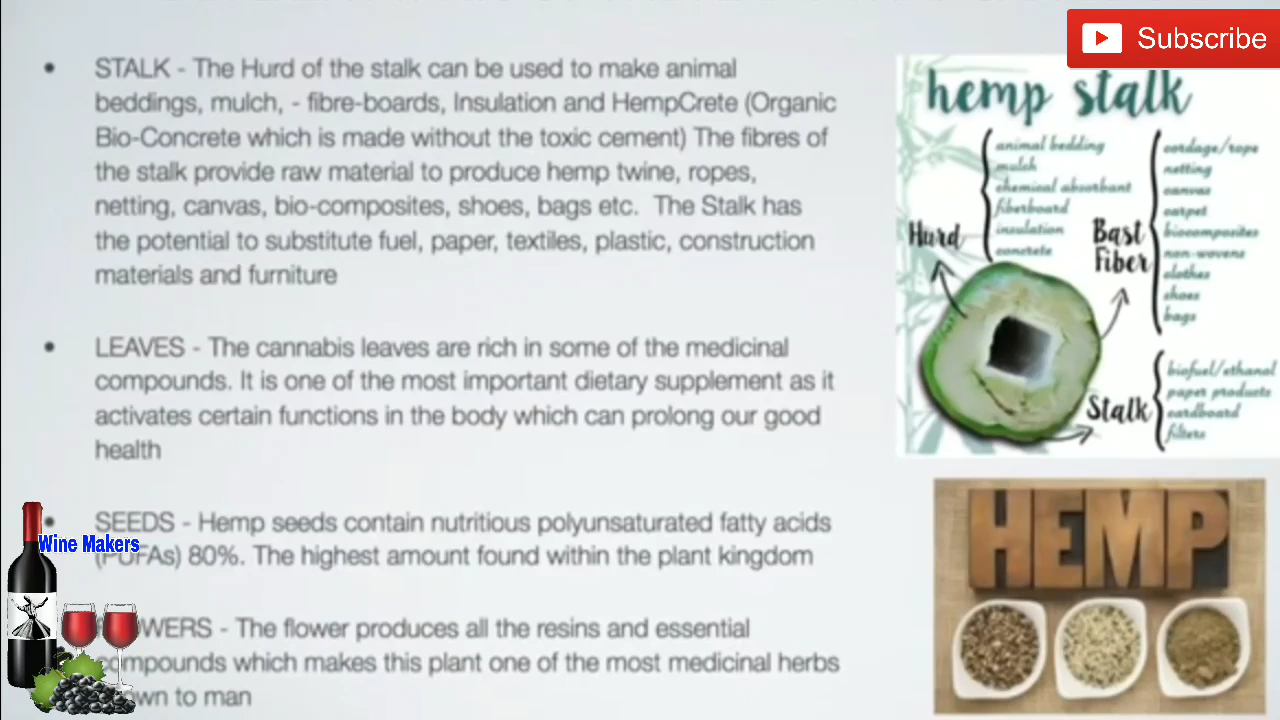 Subscribe
• STALK - The Hurd of the stalk can be used to make animal
beddings, mulch, - fibre-boards, Insulation and HempCrete (Organic
Bio-Concrete which is made without the toxic cement) The fibres of
the stalk provide raw material to produce hemp twine, ropes,
netting, canvas, bio-composites, shoes, bags etc. The Stalk has
the potential to substitute fuel, paper, textiles, plastic, construction
materials and furniture
• LEAVES - The cannabis leaves are rich in some of the medicinal
compounds. It is one of the most important dietary supplement as it
activates certain functions in the body which can prolong our good
health
• SEEDS - Hemp seeds contain nutritious polyunsaturated fatty acids
(PUFAs) 80%. The highest amount found within the plant kingdom
- The flower produces all the resins and essential
which makes this plant one of the most medicinal herbs
to man
Wine Makers
hemp stalk
Hurd
animal bedding
mulch
chemical absorbant
fiberboard
insulation
concrete
Bast
Fiber
cordage/rope
netting
canvas
carpet
biocomposites
non-wovens
clothes
shoes
bags
Stalk
biofuel/ethanol
paper products
cardboard
filters
HEMP